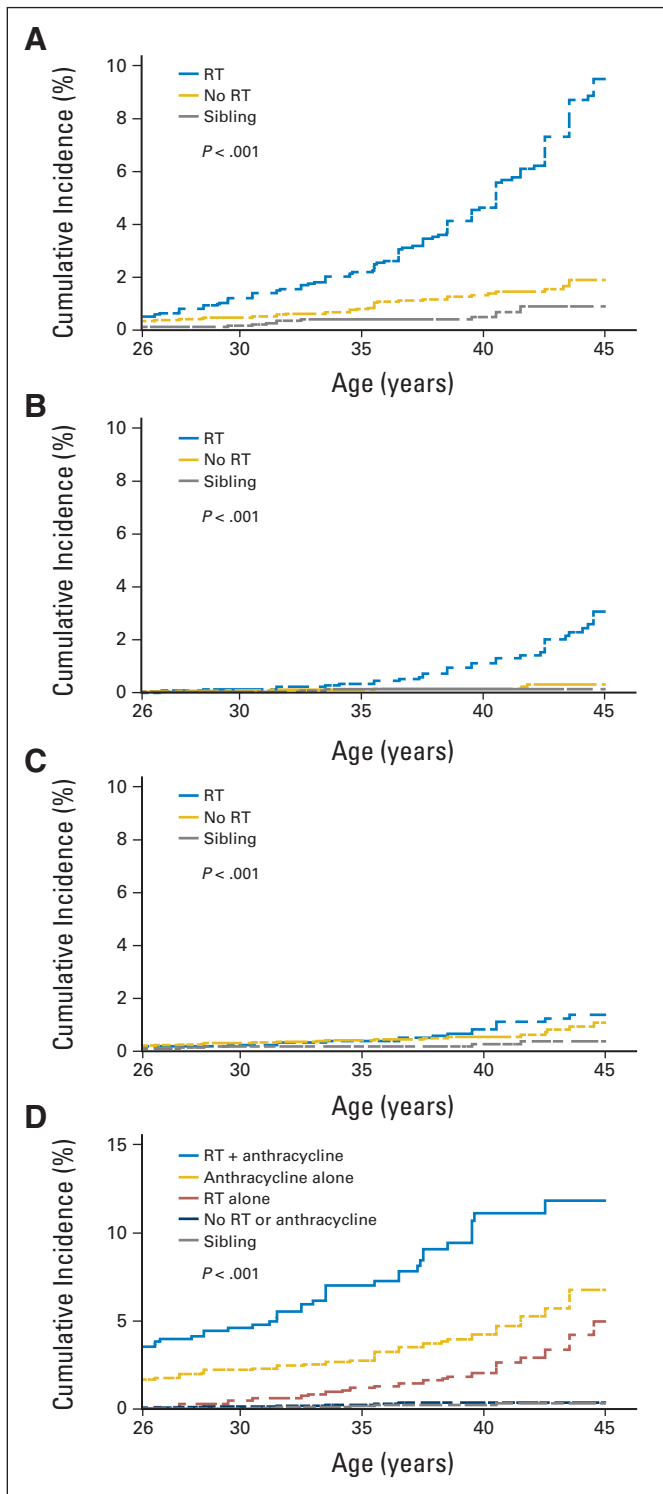 A
Cumulative Incidence (%)
10
8
6
4
2
0
RT
No RT
Sibling
P < .001
26
30
35
40
45
Age (years)
B
Cumulative Incidence (%)
10
8
6
4
2
0
RT
No RT
Sibling
P < .001
26
30
35
40
45
Age (years)
C
Cumulative Incidence (%)
10
8
6
4
2
0
RT
No RT
Sibling
P < .001
26
30
35
40
45
Age (years)
D
Cumulative Incidence (%)
15
10
5
0
RT + anthracycline
Anthracycline alone
RT alone
No RT or anthracycline
Sibling
P < .001
26
30
35
40
45
Age (years)